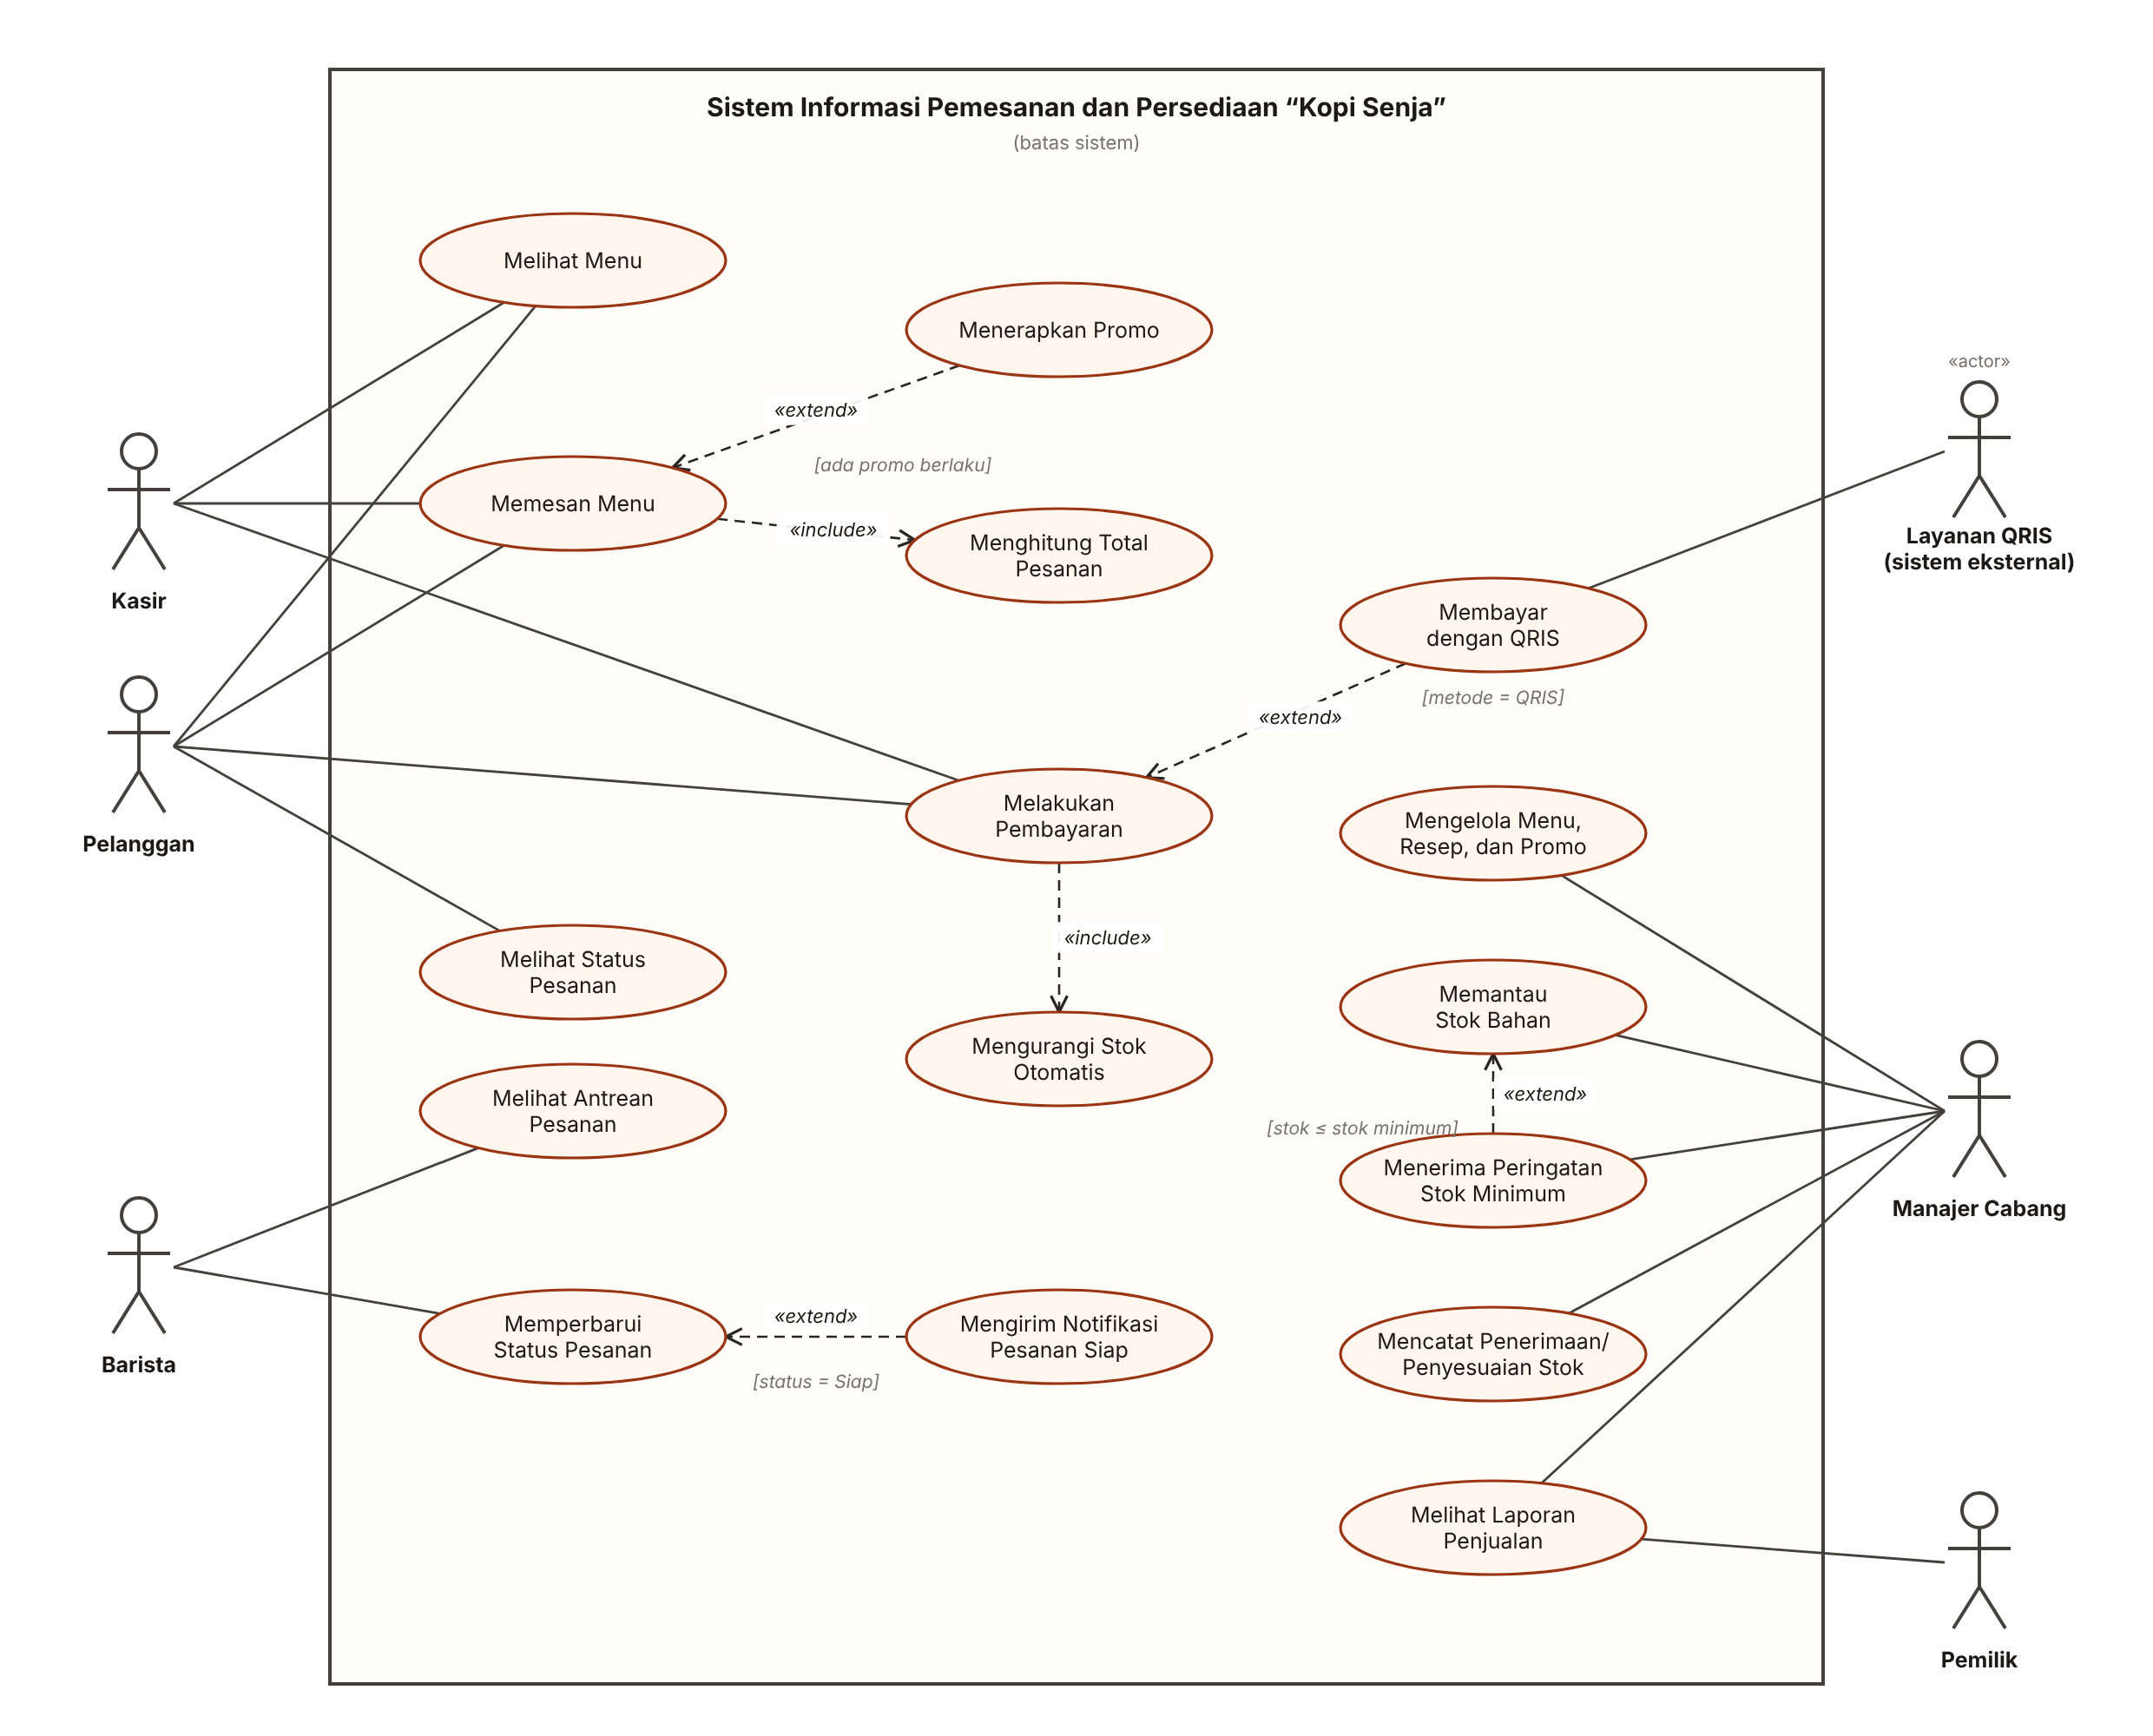 Sistem Informasi Pemesanan dan Persediaan “Kopi Senja”
(batas sistem)
Melihat Menu
Menerapkan Promo
«actor»
«extend»
[ada promo berlaku]
Memesan Menu
«include»
Menghitung Total
Pesanan
Layanan QRIS
(sistem eksternal)
Kasir
Membayar
dengan QRIS
[metode = QRIS]
«extend»
Melakukan
Pembayaran
Mengelola Menu,
Resep, dan Promo
Pelanggan
«include»
Melihat Status
Pesanan
Memantau
Stok Bahan
Mengurangi Stok
Otomatis
Melihat Antrean
Pesanan
«extend»
[stok ≤ stok minimum]
Menerima Peringatan
Stok Minimum
Manajer Cabang
«extend»
Memperbarui
Status Pesanan
Mengirim Notifikasi
Pesanan Siap
Mencatat Penerimaan/
Penyesuaian Stok
Barista
[status = Siap]
Melihat Laporan
Penjualan
Pemilik